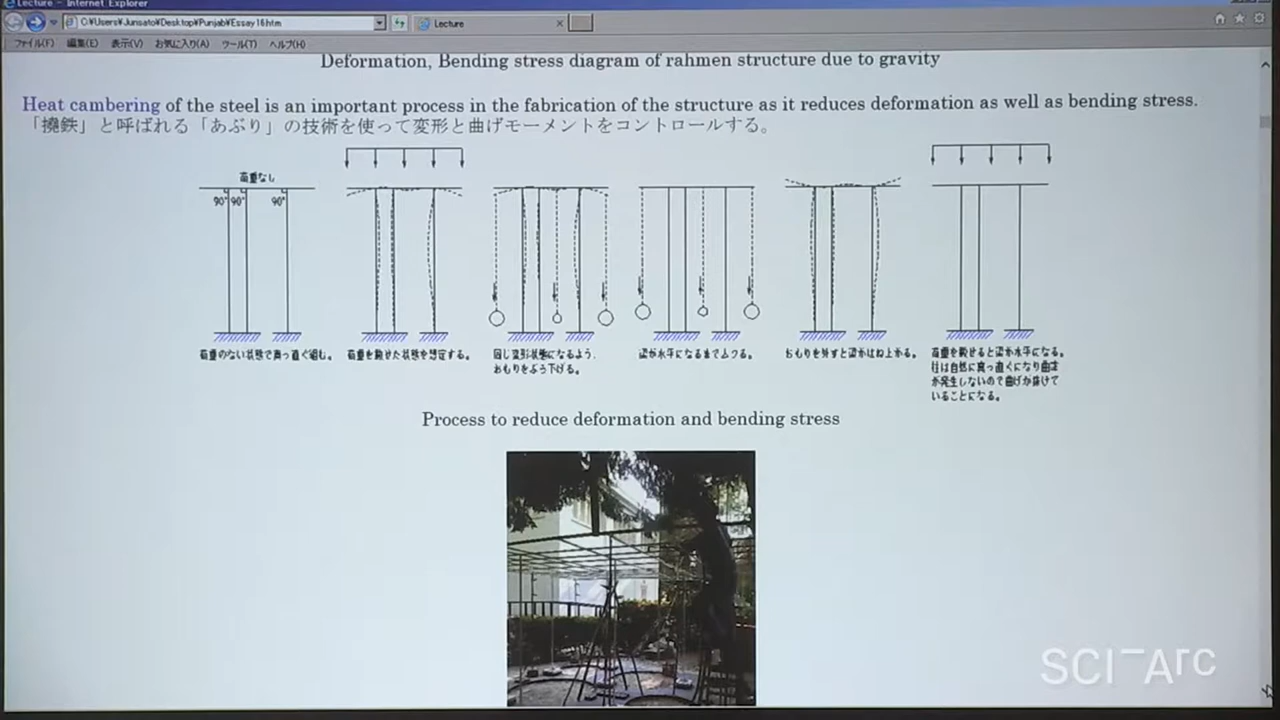 Lecture - Internet Explorer
C:¥Users¥Junsato¥Desktop¥Punjab¥Essay16.htm
Lecture
ファイル(F) 編集(E) 表示(V) お気に入り(A) ツール(T) ヘルプ(H)
Deformation, Bending stress diagram of rahmen structure due to gravity
Heat cambering of the steel is an important process in the fabrication of the structure as it reduces deformation as well as bending stress.
「撓鉄」と呼ばれる「あぶり」の技術を使って変形と曲げモーメントをコントロールする。
荷重なし
90° 90° 90°
荷重のない状態で真っ直ぐ組む。
荷重を載せた状態を想定する。
同じ変形状態になるよう、
おもりをぶら下げる。
梁が水平になるまであぶる。
おもりを外すと梁がはね上がる。
荷重を載せると梁が水平になる。
柱は自然に真っ直ぐになり曲率
が発生しないので曲げが抜けて
いることになる。
Process to reduce deformation and bending stress
SCI-Arc